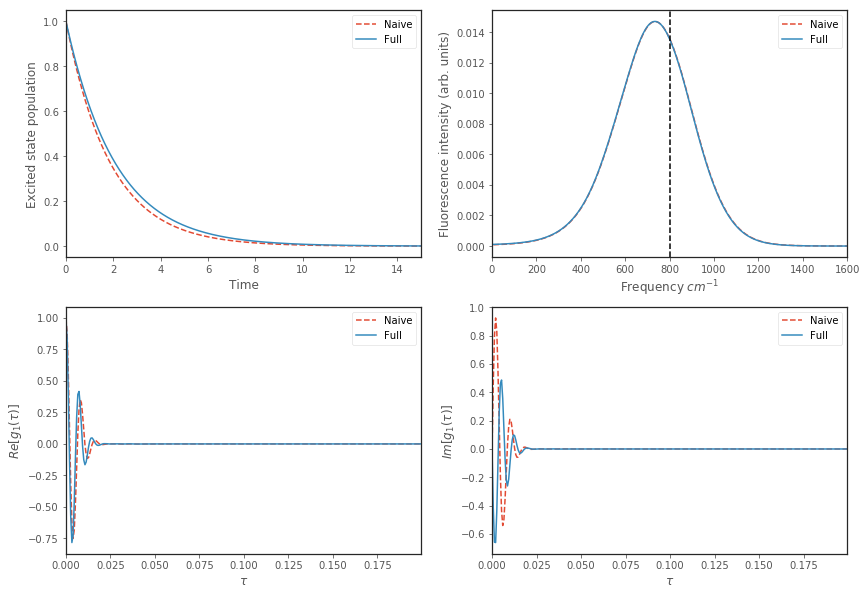 Excited state population
1.0
0.8
0.6
0.4
0.2
0.0
0 2 4 6 8 10 12 14
Time
Naive
Full
Fluorescence intensity (arb. units)
0.014
0.012
0.010
0.008
0.006
0.004
0.002
0.000
0 200 400 600 800 1000 1200 1400 1600
Frequency cm⁻¹
Naive
Full
Re[g₁(τ)]
1.00
0.75
0.50
0.25
0.00
−0.25
−0.50
−0.75
0.000 0.025 0.050 0.075 0.100 0.125 0.150 0.175
τ
Naive
Full
Im[g₁(τ)]
1.0
0.8
0.6
0.4
0.2
0.0
−0.2
−0.4
−0.6
0.000 0.025 0.050 0.075 0.100 0.125 0.150 0.175
τ
Naive
Full